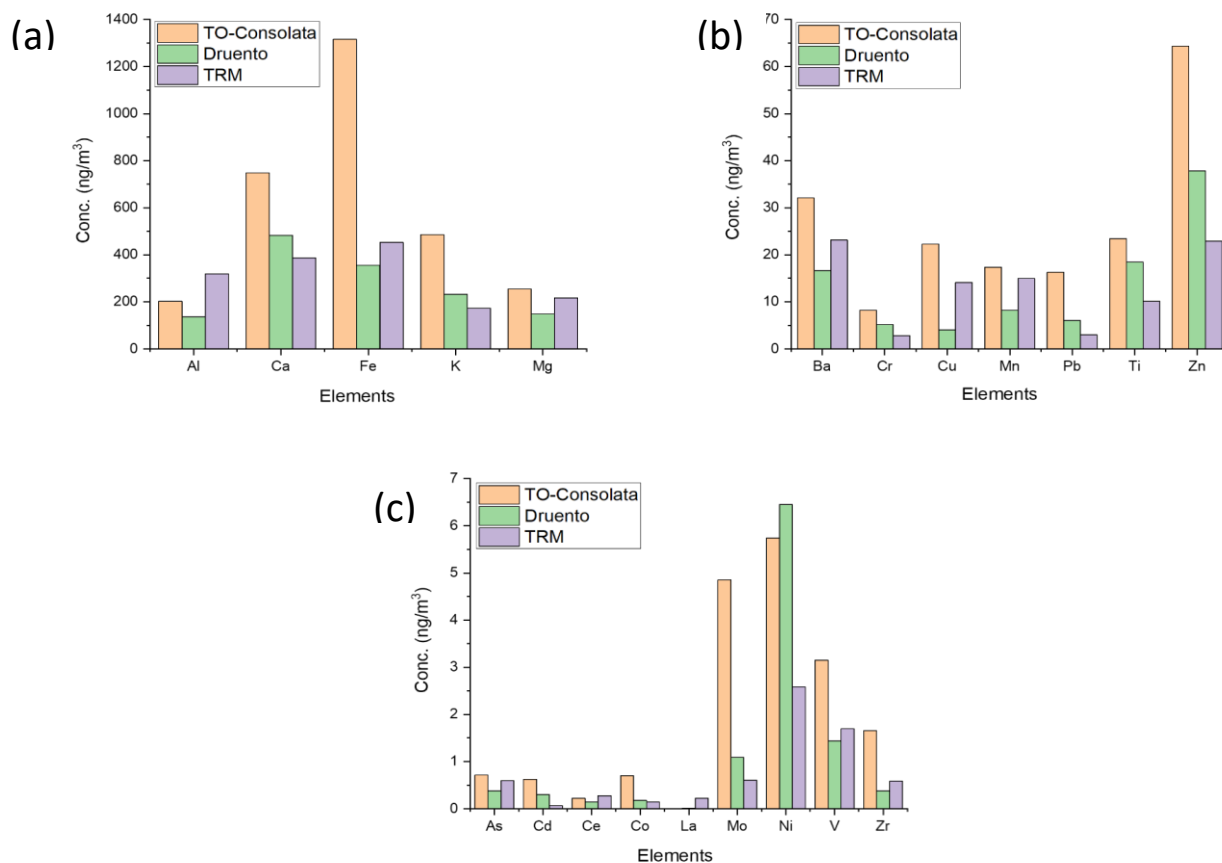 (a)
TO-Consolata
Druento
TRM
Conc. (ng/m³)
1400
1200
1000
800
600
400
200
0
Al Ca Fe K Mg
Elements
(b)
TO-Consolata
Druento
TRM
Conc. (ng/m³)
70
60
50
40
30
20
10
0
Ba Cr Cu Mn Pb Ti Zn
Elements
(c)
TO-Consolata
Druento
TRM
Conc. (ng/m³)
7
6
5
4
3
2
1
0
As Cd Ce Co La Mo Ni V Zr
Elements